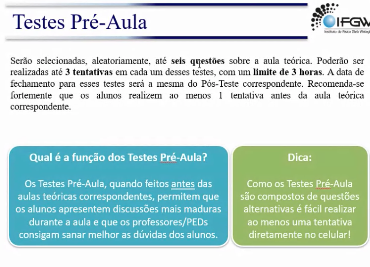 Testes Pré-Aula
IFGW
Instituto de Física Gleb Wataghin
Serão selecionadas, aleatoriamente, até seis questões sobre a aula teórica. Poderão ser
realizadas até 3 tentativas em cada um desses testes, com um limite de 3 horas. A data de
fechamento para esses testes será a mesma do Pós-Teste correspondente. Recomenda-se
fortemente que os alunos realizem ao menos 1 tentativa antes da aula teórica
correspondente.
Qual é a função dos Testes Pré-Aula?
Os Testes Pré-Aula, quando feitos antes das
aulas teóricas correspondentes, permitem que
os alunos apresentem discussões mais maduras
durante a aula e que os professores/PEDs
consigam sanar melhor as dúvidas dos alunos.
Dica:
Como os Testes Pré-Aula
são compostos de questões
alternativas é fácil realizar
ao menos uma tentativa
diretamente no celular!